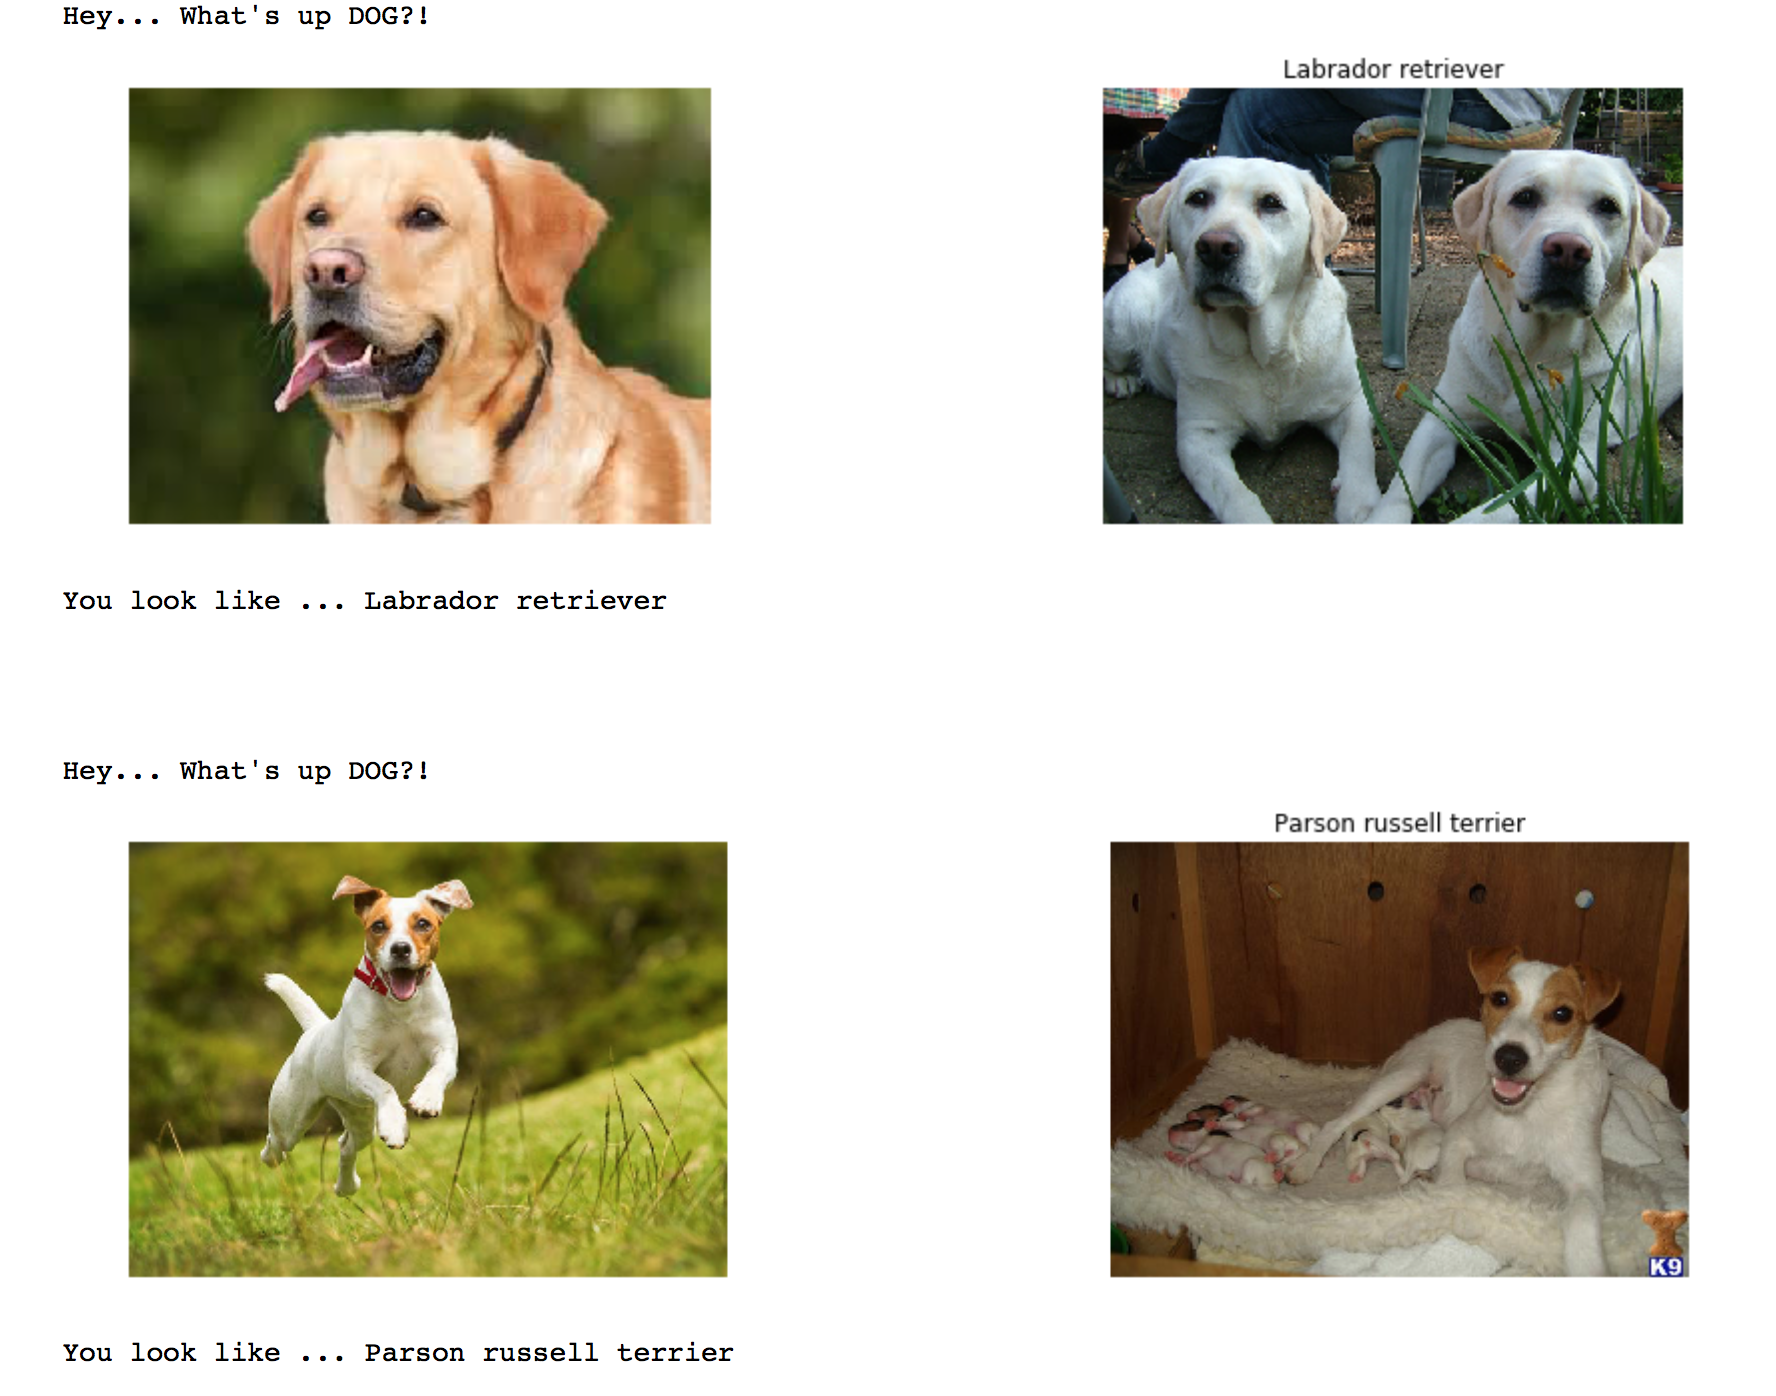 Hey... What's up DOG?!
Labrador retriever
You look like ... Labrador retriever
Hey... What's up DOG?!
Parson russell terrier
K9
You look like ... Parson russell terrier